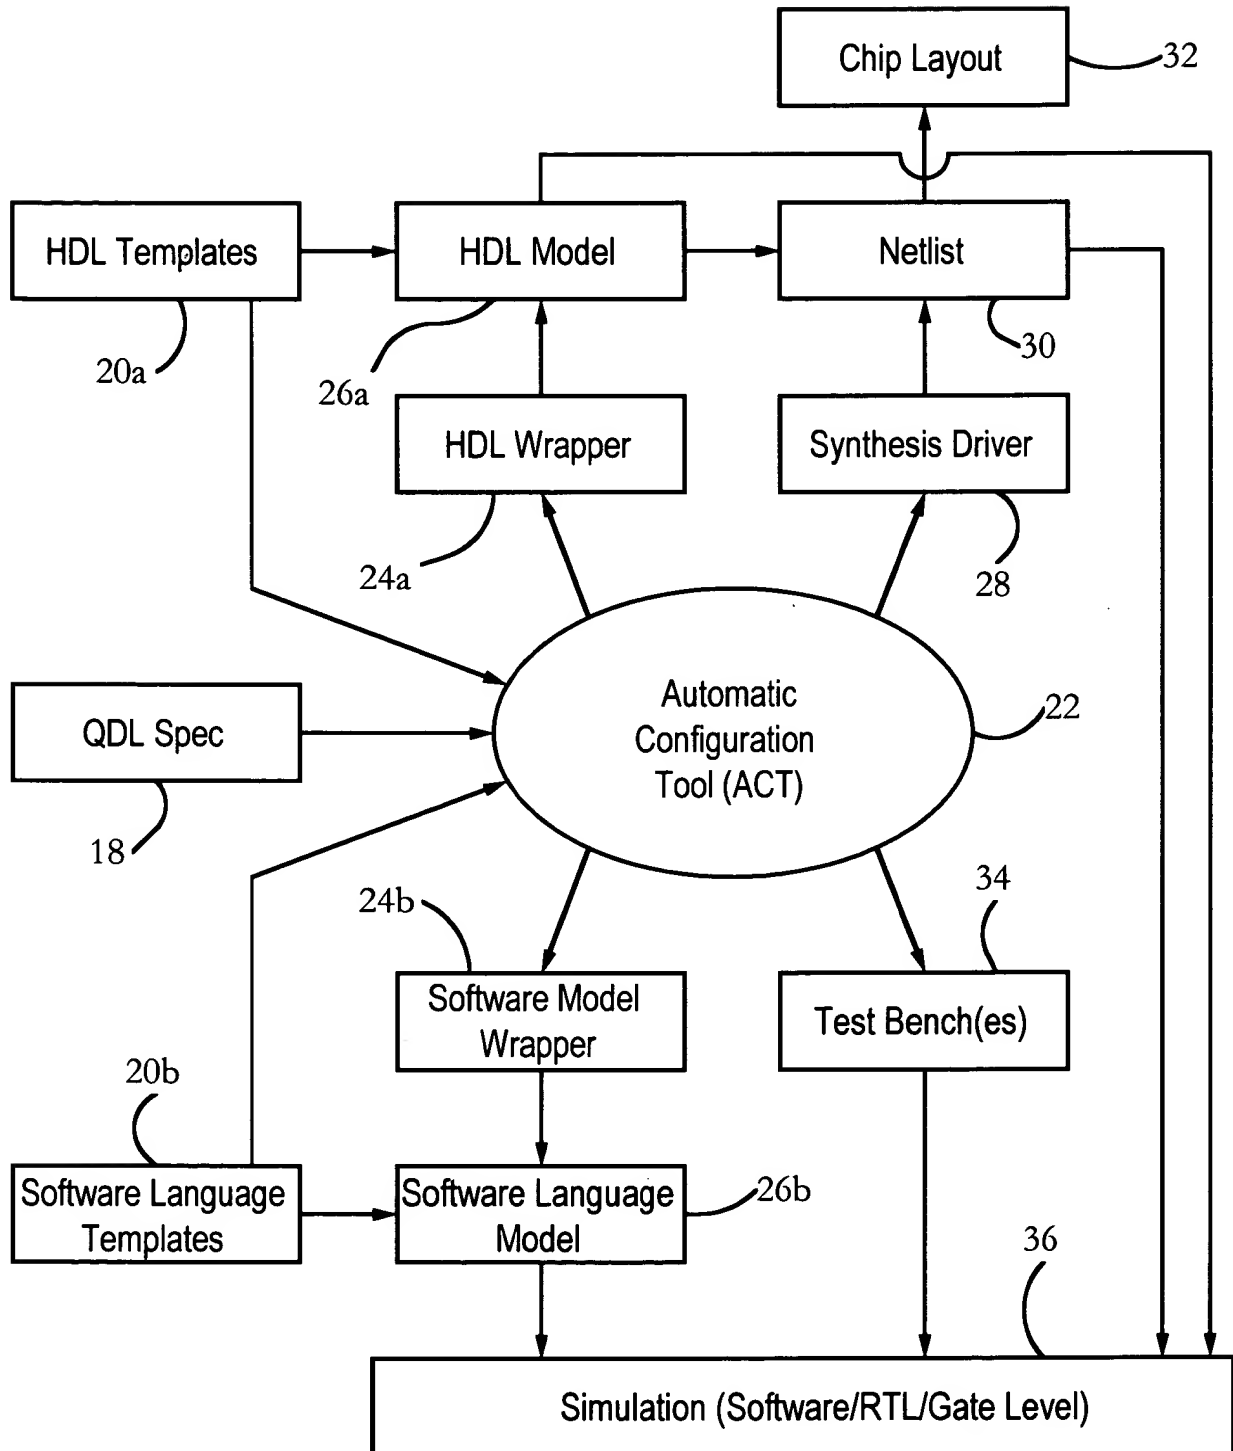 Chip Layout
32
HDL Templates
HDL Model
Netlist
20a
26a
30
HDL Wrapper
Synthesis Driver
24a
28
QDL Spec
Automatic
Configuration
Tool (ACT)
22
18
24b
34
Software Model
Wrapper
Test Bench(es)
20b
Software Language
Templates
Software Language
Model
26b
36
Simulation (Software/RTL/Gate Level)